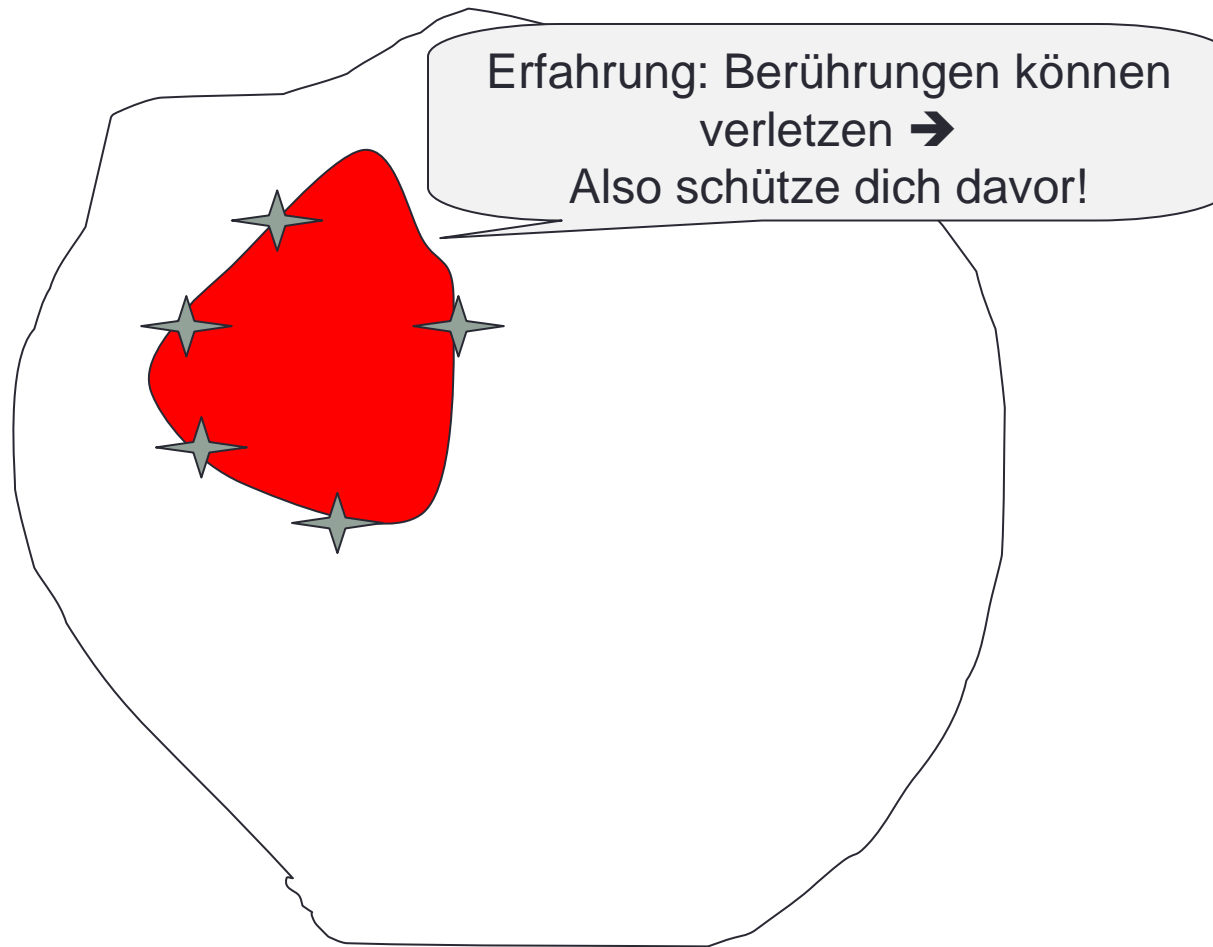 Erfahrung: Berührungen können
verletzen ➔
Also schütze dich davor!